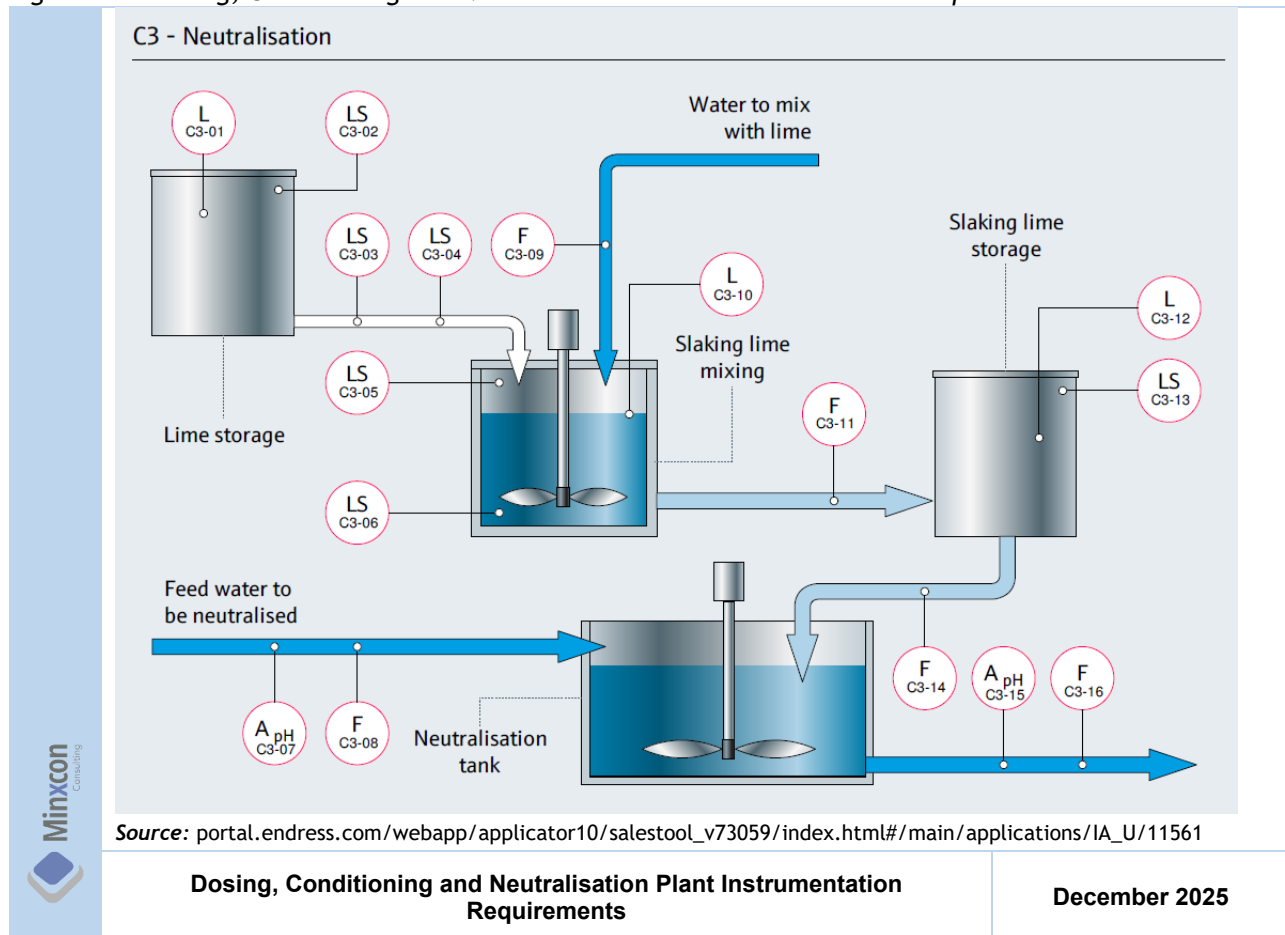 C3 - Neutralisation
L
C3-01
LS
C3-02
Water to mix
with lime
LS
C3-03
LS
C3-04
F
C3-09
Slaking lime
storage
L
C3-10
L
C3-12
Slaking lime
mixing
LS
C3-05
LS
C3-13
F
C3-11
Lime storage
LS
C3-06
Feed water to
be neutralised
A pH
C3-07
F
C3-08
Neutralisation
tank
F
C3-14
A pH
C3-15
F
C3-16
Minxcon
Consulting
Source: portal.endress.com/webapp/applicator10/salestool_v73059/index.html#/main/applications/IA_U/11561
Dosing, Conditioning and Neutralisation Plant Instrumentation
Requirements
December 2025